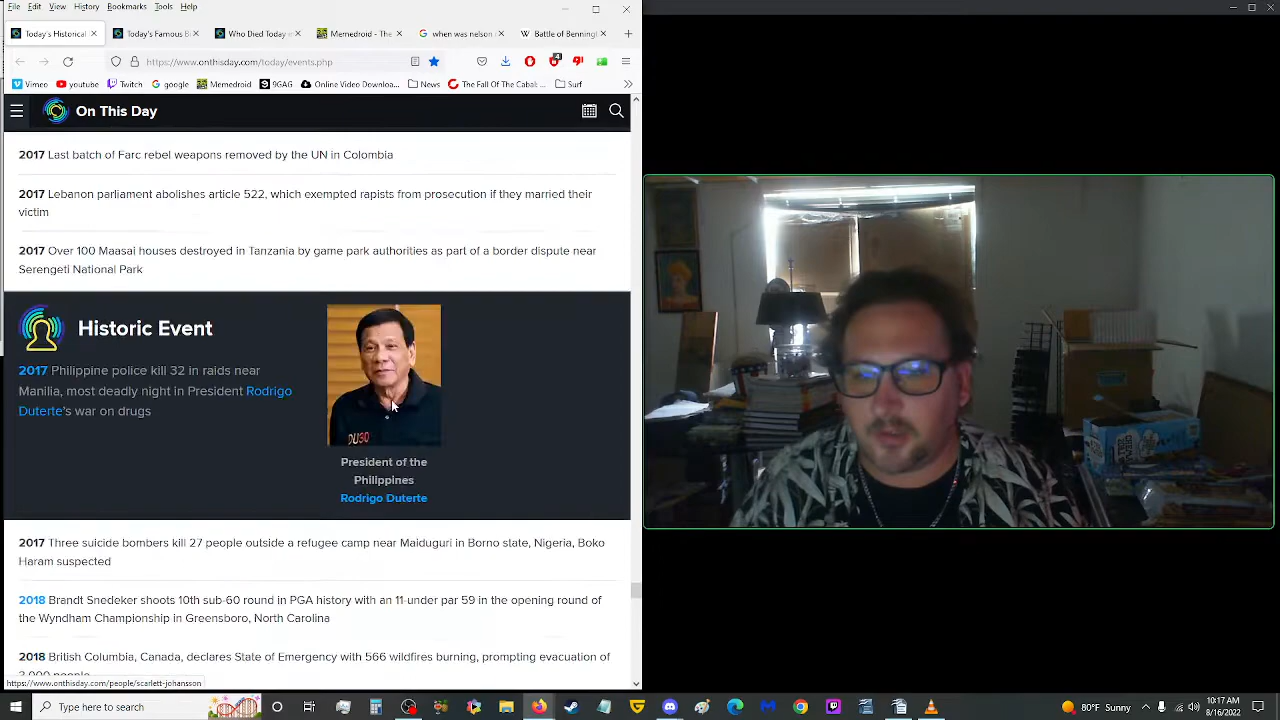 File Edit View History Bookmarks Tools Help
Today's Historical Today's Famous Bi Who Died Today Memedroid - The when was nelson W Battle of Benning
https://www.onthisday.com/today/events.php
Vimeo youtube Twitch google Memedroid 9GAG Online Video Downloa... News The Fall Of The Cabal:... Surf
On This Day
2017 Last batch of Farc rebel weapons removed by the UN in Colombia
2017 Lebanon parliament abolishes article 522, which exempted rapists from prosecution if they married their
victim
2017 Over 100 Maasai houses destroyed in Tanzania by game park authorities as part of a border dispute near
Serengeti National Park
Historic Event
2017 Philippine police kill 32 in raids near
Manila, most deadly night in President Rodrigo
Duterte's war on drugs
DU30
President of the
Philippines
Rodrigo Duterte
2017 Three suicide bombers kill 27 people outside a refugee camp near Maiduguri in Borno state, Nigeria, Boko
Haram suspected
2018 Brandt Snedeker shoots 10th sub-60 round in PGA history with an 11-under par 59 in the opening round of
the Wyndham Championship in Greensboro, North Carolina
2018 British Columbia, Canada, declares State of Emergency with 566 wildfires burning, prompting evacuation of
3,000 people
https://www.onthisday.com/people/scarlett-johansson
Type here to search
80°F Sunny
10:17 AM
8/16/2022